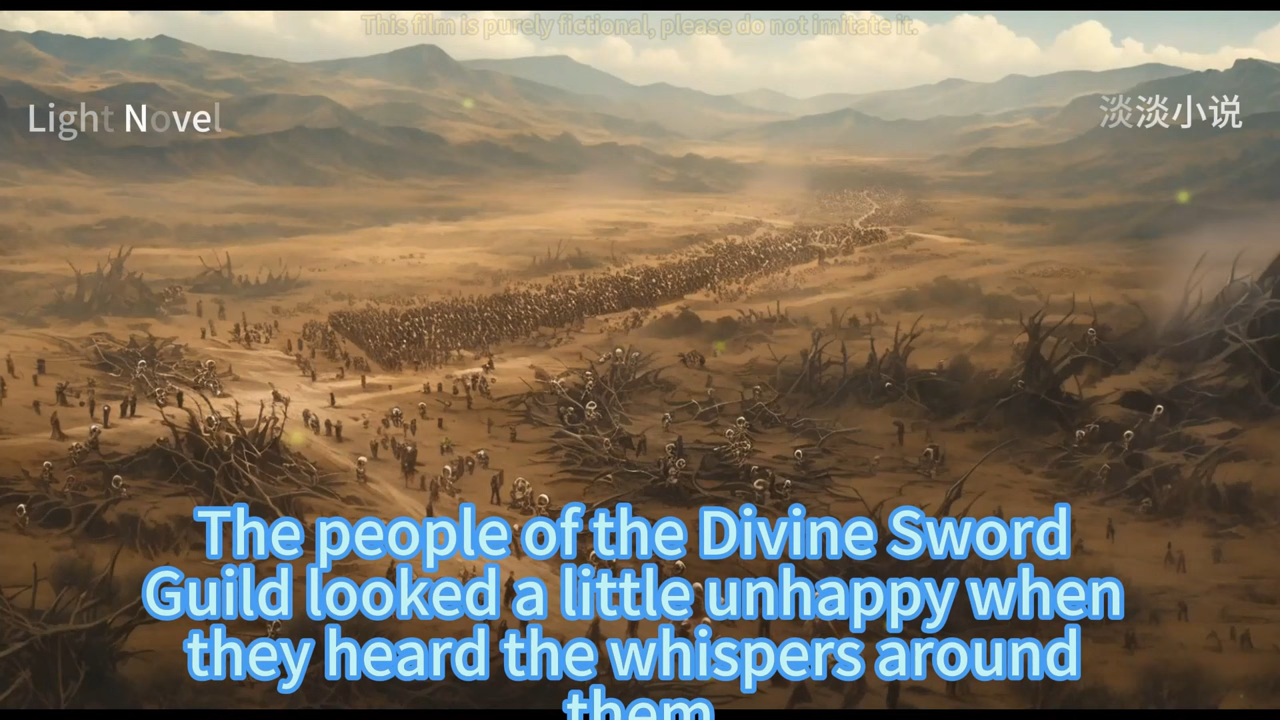 This film is purely fictional, please do not imitate it.
Light Novel
淡淡小说
The people of the Divine Sword
Guild looked a little unhappy when
they heard the whispers around
them